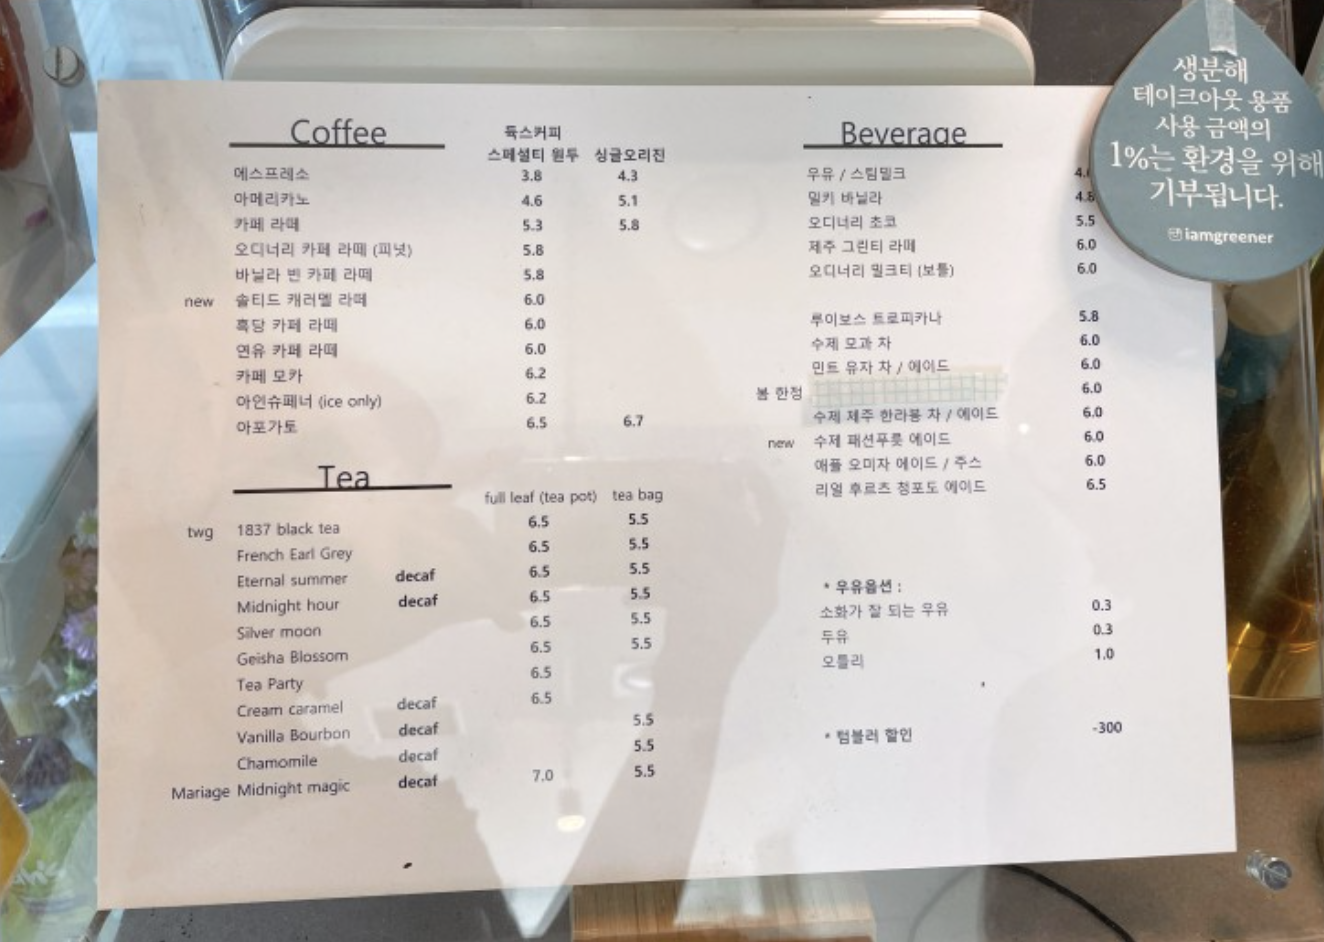 Coffee
듁스커피
스페셜티 원두 싱글오리진
에스프레소 3.8 4.3
아메리카노 4.6 5.1
카페 라떼 5.3 5.8
오디너리 카페 라떼 (피넛) 5.8
바닐라 빈 카페 라떼 5.8
new 솔티드 캐러멜 라떼 6.0
흑당 카페 라떼 6.0
연유 카페 라떼 6.0
카페 모카 6.2
아인슈페너 (ice only) 6.2
아포가토 6.5 6.7
Tea
full leaf (tea pot) tea bag
twg 1837 black tea 6.5 5.5
French Earl Grey 6.5 5.5
Eternal summer decaf 6.5 5.5
Midnight hour decaf 6.5 5.5
Silver moon 6.5 5.5
Geisha Blossom 6.5 5.5
Tea Party 6.5
Cream caramel decaf 6.5
Vanilla Bourbon decaf 5.5
Chamomile decaf 5.5
Mariage Midnight magic decaf 7.0 5.5
Beverage
우유 / 스팀밀크
밀키 바닐라 4.8
오디너리 초코 5.5
제주 그린티 라떼 6.0
오디너리 밀크티 (보틀) 6.0
루이보스 트로피카나 5.8
수제 모과 차 6.0
민트 유자 차 / 에이드 6.0
봄 한정 6.0
수제 제주 한라봉 차 / 에이드 6.0
new 수제 패션푸룻 에이드 6.0
애플 오미자 에이드 / 주스 6.0
리얼 후르츠 청포도 에이드 6.5
* 우유옵션 :
소화가 잘 되는 우유 0.3
두유 0.3
오틀리 1.0
* 텀블러 할인 -300
생분해
테이크아웃 용품
사용 금액의
1%는 환경을 위해
기부됩니다.
iamgreener